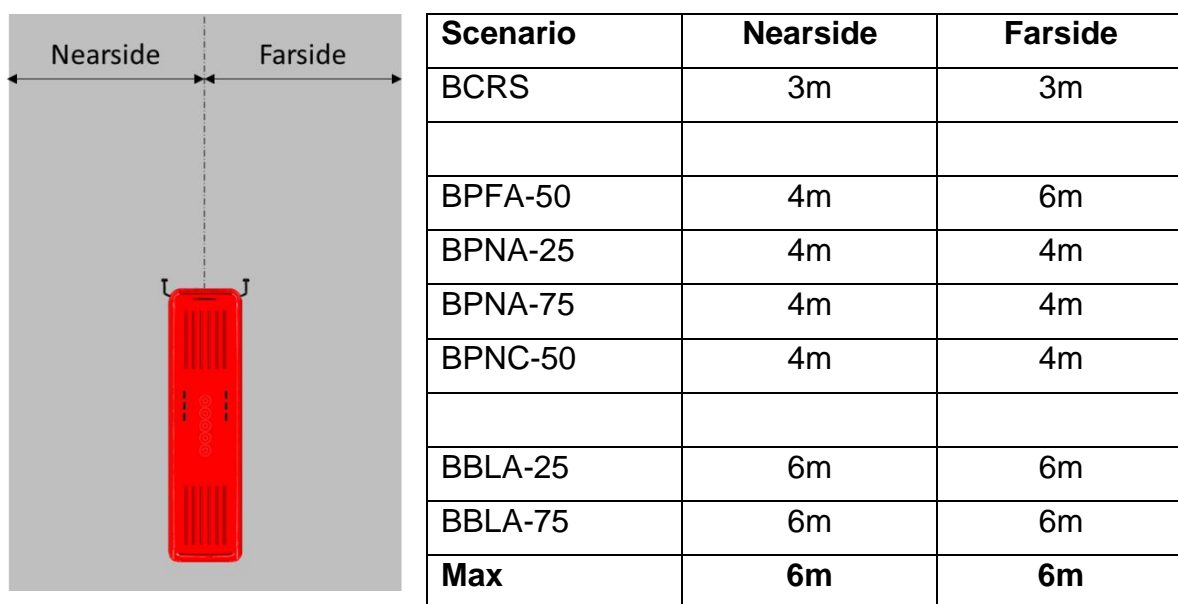 Nearside Farside
Scenario Nearside Farside
BCRS 3m 3m
BPFA-50 4m 6m
BPNA-25 4m 4m
BPNA-75 4m 4m
BPNC-50 4m 4m
BBLA-25 6m 6m
BBLA-75 6m 6m
Max 6m 6m